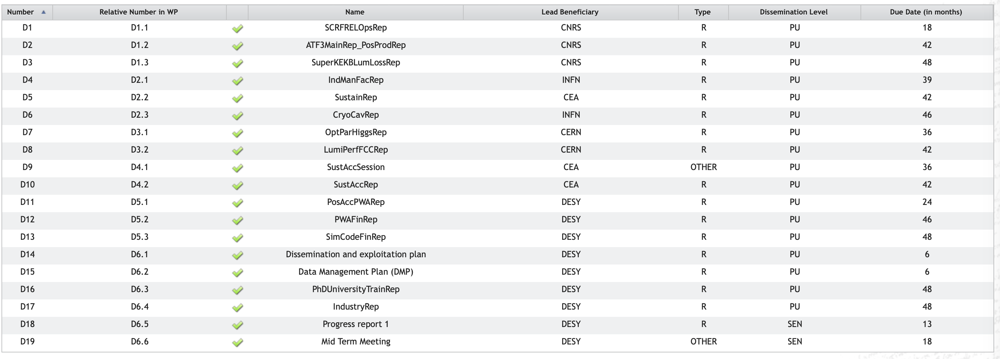 Number Relative Number in WP Name Lead Beneficiary Type Dissemination Level Due Date (in months)
D1 D1.1 SCRFRELOpsRep CNRS R PU 18
D2 D1.2 ATF3MainRep_PosProdRep CNRS R PU 42
D3 D1.3 SuperKEKBLumLossRep CNRS R PU 48
D4 D2.1 IndManFacRep INFN R PU 39
D5 D2.2 SustainRep CEA R PU 42
D6 D2.3 CryoCavRep INFN R PU 46
D7 D3.1 OptParHiggsRep CERN R PU 36
D8 D3.2 LumiPerfFCCRep CERN R PU 42
D9 D4.1 SustAccSession CEA OTHER PU 36
D10 D4.2 SustAccRep CEA R PU 42
D11 D5.1 PosAccPWARep DESY R PU 24
D12 D5.2 PWAFinRep DESY R PU 46
D13 D5.3 SimCodeFinRep DESY R PU 48
D14 D6.1 Dissemination and exploitation plan DESY R PU 6
D15 D6.2 Data Management Plan (DMP) DESY R PU 6
D16 D6.3 PhDUniversityTrainRep DESY R PU 48
D17 D6.4 IndustryRep DESY R PU 48
D18 D6.5 Progress report 1 DESY R SEN 13
D19 D6.6 Mid Term Meeting DESY OTHER SEN 18